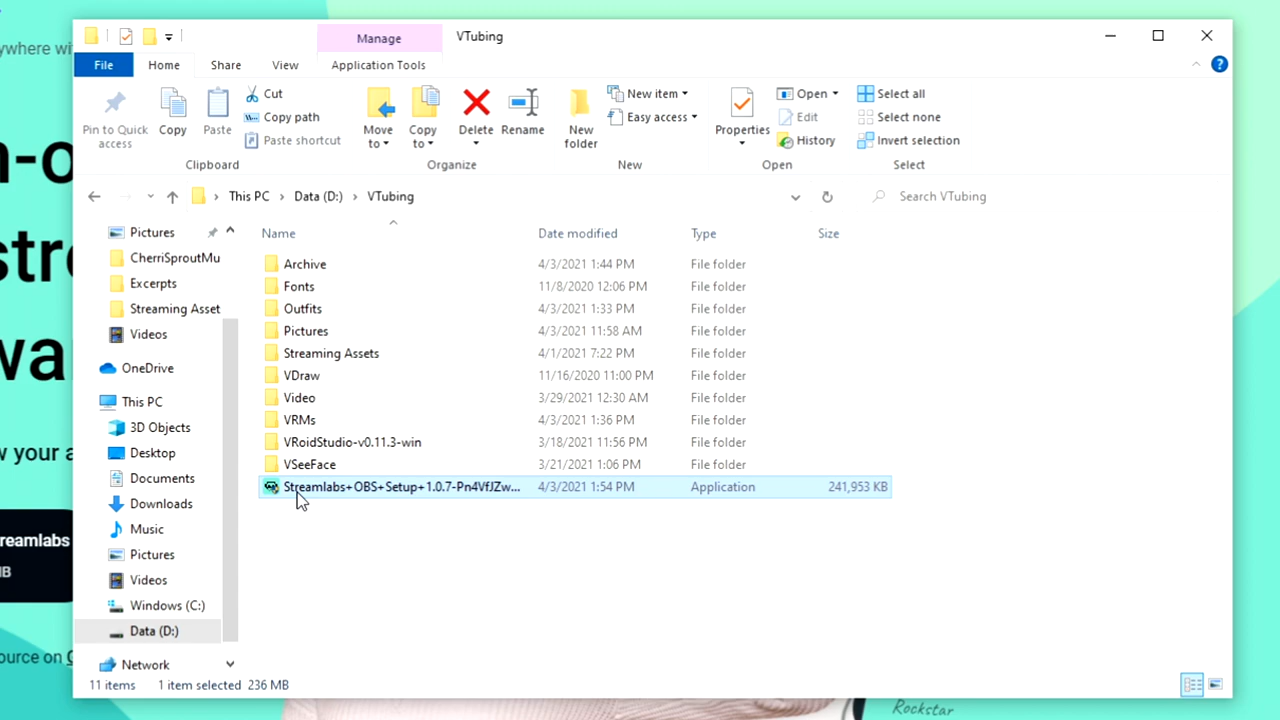 Manage
VTubing
File
Home
Share
View
Application Tools
Pin to Quick access
Copy
Paste
Cut
Copy path
Paste shortcut
Clipboard
Move to
Copy to
Delete
Rename
Organize
New folder
New item
Easy access
New
Properties
Open
Edit
History
Open
Select all
Select none
Invert selection
Select
This PC > Data (D:) > VTubing
Search VTubing
Pictures
CherriSproutMu
Excerpts
Streaming Asset
Videos
OneDrive
This PC
3D Objects
Desktop
Documents
Downloads
Music
Pictures
Videos
Windows (C:)
Data (D:)
Network
Name Date modified Type Size
Archive 4/3/2021 1:44 PM File folder
Fonts 11/8/2020 12:06 PM File folder
Outfits 4/3/2021 1:33 PM File folder
Pictures 4/3/2021 11:58 AM File folder
Streaming Assets 4/1/2021 7:22 PM File folder
VDraw 11/16/2020 11:00 PM File folder
Video 3/29/2021 12:30 AM File folder
VRMs 4/3/2021 1:36 PM File folder
VRoidStudio-v0.11.3-win 3/18/2021 11:56 PM File folder
VSeeFace 3/21/2021 1:06 PM File folder
Streamlabs+OBS+Setup+1.0.7-Pn4VfJZw... 4/3/2021 1:54 PM Application 241,953 KB
11 items 1 item selected 236 MB
ywhere wi
n-o
stre
wa
w your a
reamlabs
IB
ource on G
Rockstar